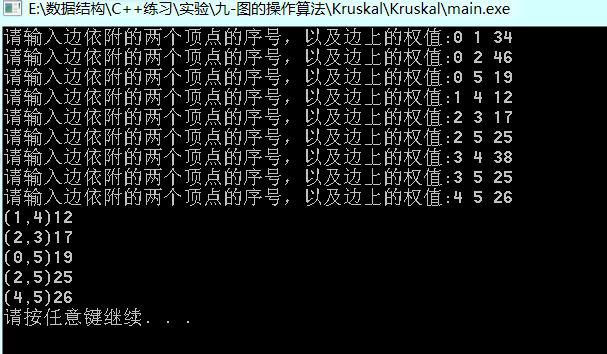 E:\数据结构\C++练习\实验\九-图的操作算法\Kruskal\Kruskal\main.exe
请输入边依附的两个顶点的序号，以及边上的权值:0 1 34
请输入边依附的两个顶点的序号，以及边上的权值:0 2 46
请输入边依附的两个顶点的序号，以及边上的权值:0 5 19
请输入边依附的两个顶点的序号，以及边上的权值:1 4 12
请输入边依附的两个顶点的序号，以及边上的权值:2 3 17
请输入边依附的两个顶点的序号，以及边上的权值:2 5 25
请输入边依附的两个顶点的序号，以及边上的权值:3 4 38
请输入边依附的两个顶点的序号，以及边上的权值:3 5 25
请输入边依附的两个顶点的序号，以及边上的权值:4 5 26
(1,4)12
(2,3)17
(0,5)19
(2,5)25
(4,5)26
请按任意键继续. . .